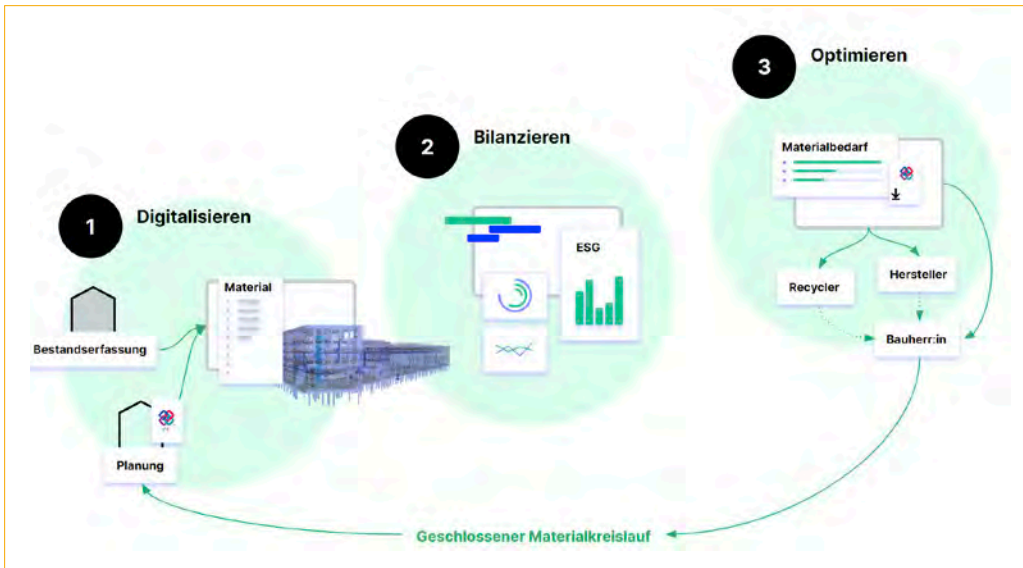 1
Digitalisieren
Bestandserfassung
Planung
Material
2
Bilanzieren
ESG
3
Optimieren
Materialbedarf
Recycler
Hersteller
Bauherr:in
Geschlossener Materialkreislauf